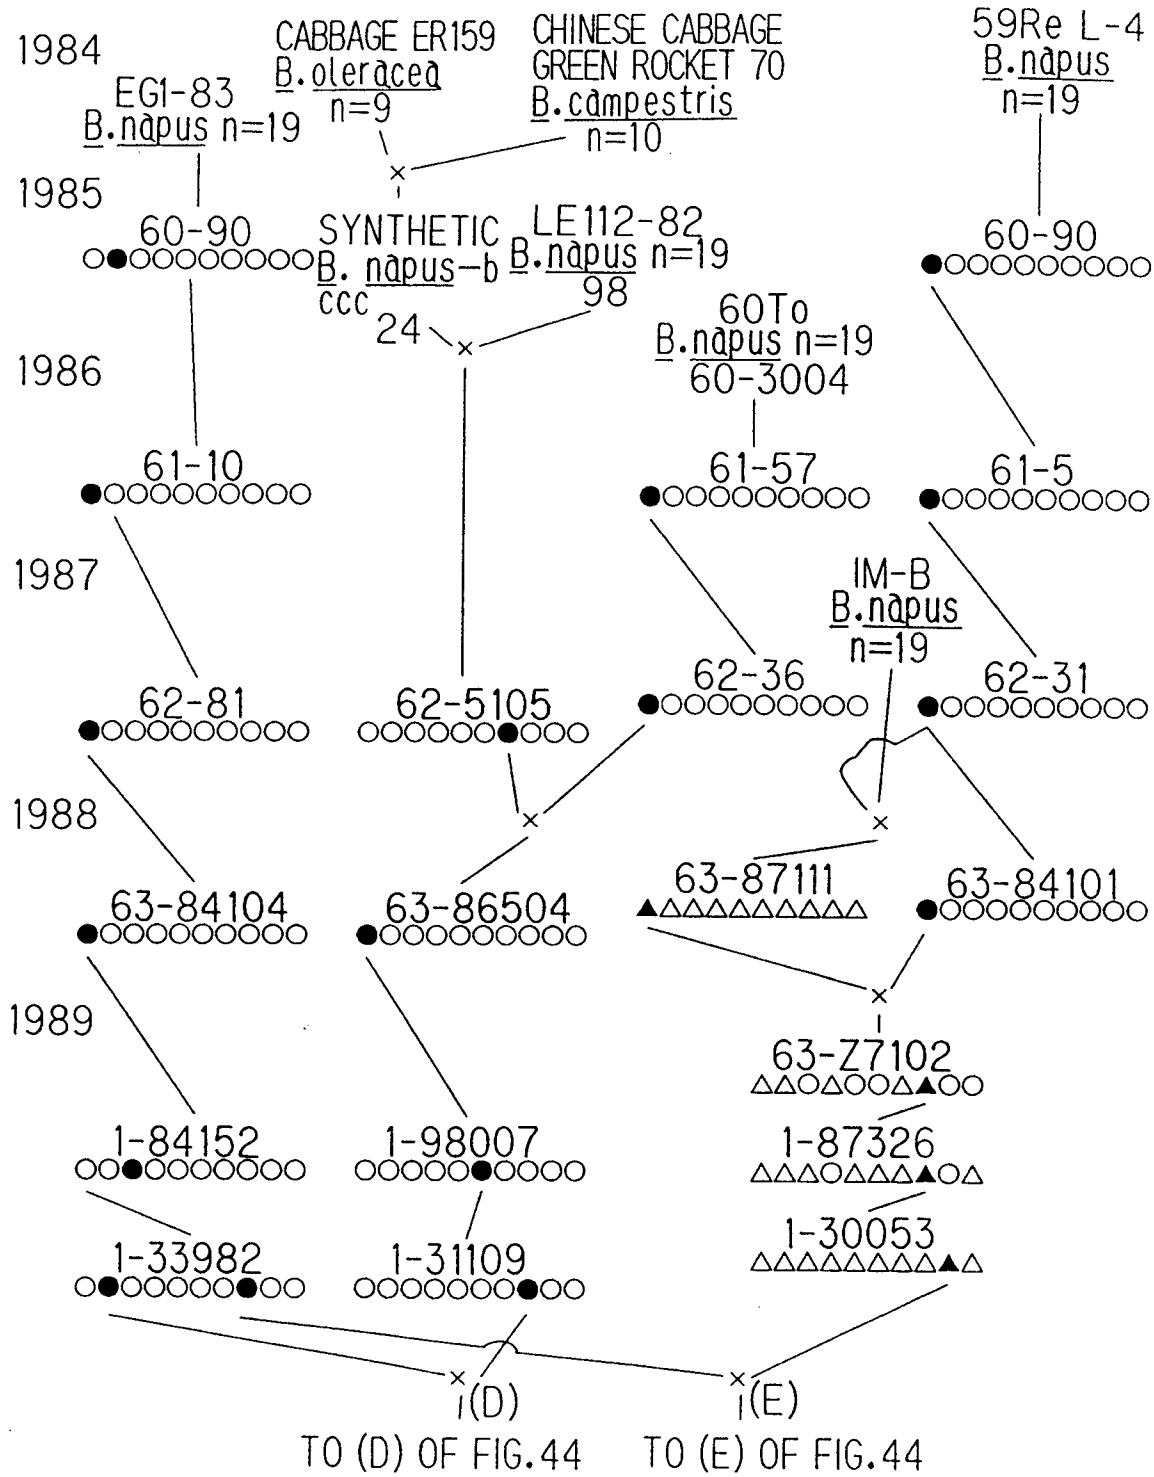 1984
CABBAGE ER159
B.oleracea
n=9
CHINESE CABBAGE
GREEN ROCKET 70
B.campestris
n=10
59Re L-4
B.napus
n=19
EG1-83
B.napus n=19
×
1985
60-90
SYNTHETIC
B. napus-b
CCC
24
LE112-82
B.napus n=19
98
60-90
×
60To
B.napus n=19
60-3004
1986
61-10
61-57
61-5
1987
IM-B
B.napus
n=19
62-81
62-5105
62-36
62-31
1988
×
×
63-84104
63-86504
63-87111
63-84101
×
1989
63-Z7102
1-84152
1-98007
1-87326
1-33982
1-31109
1-30053
×
(D)
×
(E)
TO (D) OF FIG.44
TO (E) OF FIG.44